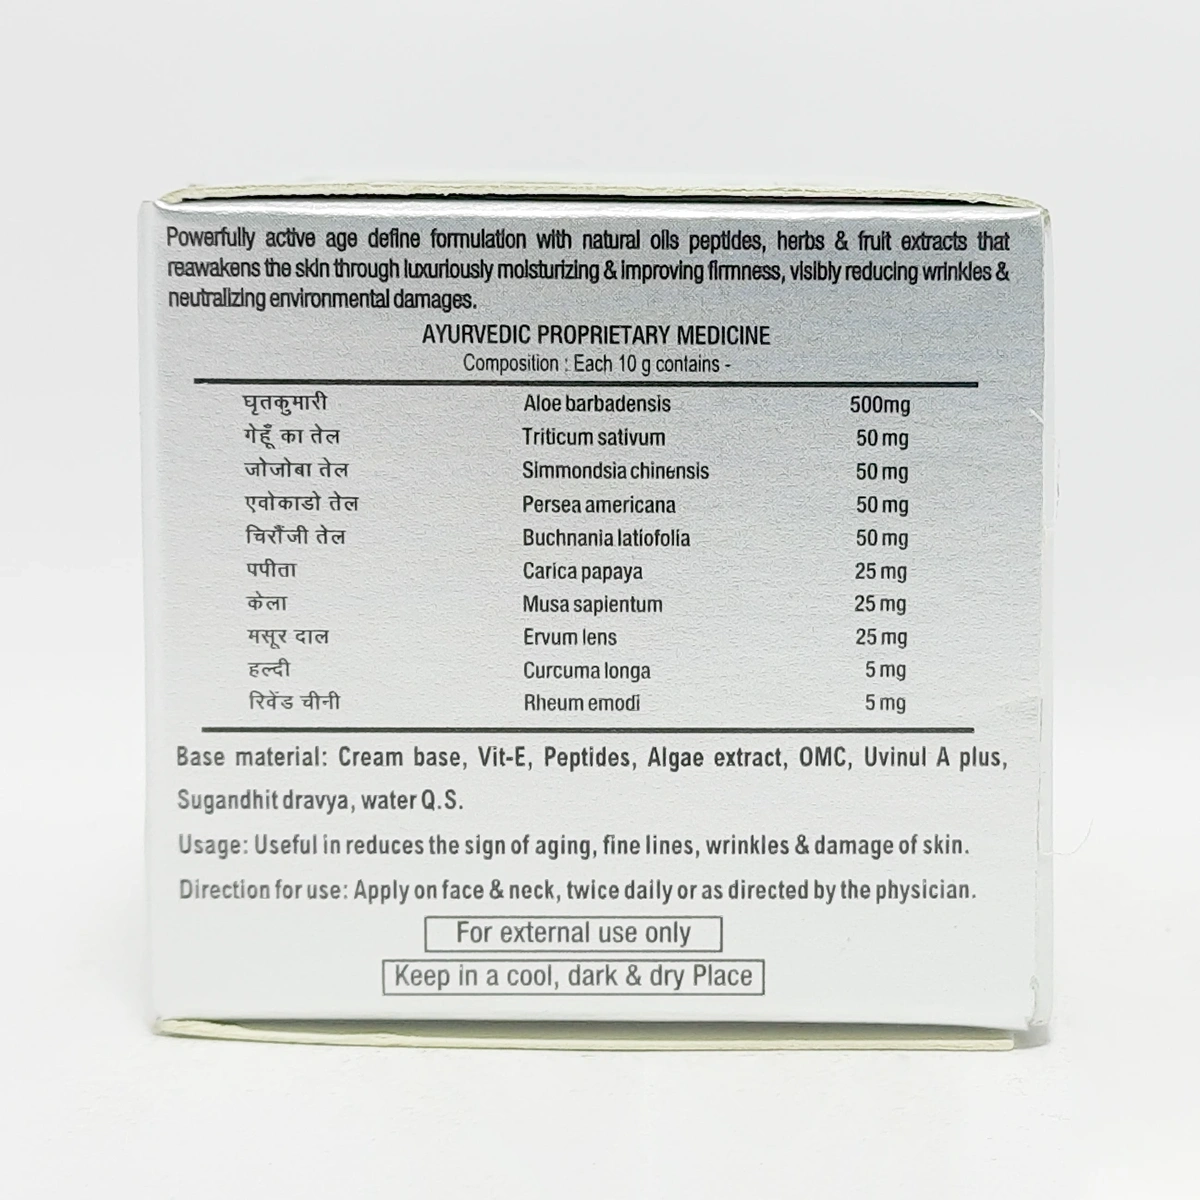 Powerfully active age define formulation with natural oils peptides, herbs & fruit extracts that
reawakens the skin through luxuriously moisturizing & improving firmness, visibly reducing wrinkles &
neutralizing environmental damages.
AYURVEDIC PROPRIETARY MEDICINE
Composition : Each 10 g contains -
घृतकुमारी Aloe barbadensis 500mg
गेहूँ का तेल Triticum sativum 50 mg
जोजोबा तेल Simmondsia chinensis 50 mg
एवोकाडो तेल Persea americana 50 mg
चिरौंजी तेल Buchnania latiofolia 50 mg
पपीता Carica papaya 25 mg
केला Musa sapientum 25 mg
मसूर दाल Ervum lens 25 mg
हल्दी Curcuma longa 5 mg
रिवेंड चीनी Rheum emodi 5 mg
Base material: Cream base, Vit-E, Peptides, Algae extract, OMC, Uvinul A plus,
Sugandhit dravya, water Q.S.
Usage: Useful in reduces the sign of aging, fine lines, wrinkles & damage of skin.
Direction for use: Apply on face & neck, twice daily or as directed by the physician.
For external use only
Keep in a cool, dark & dry Place